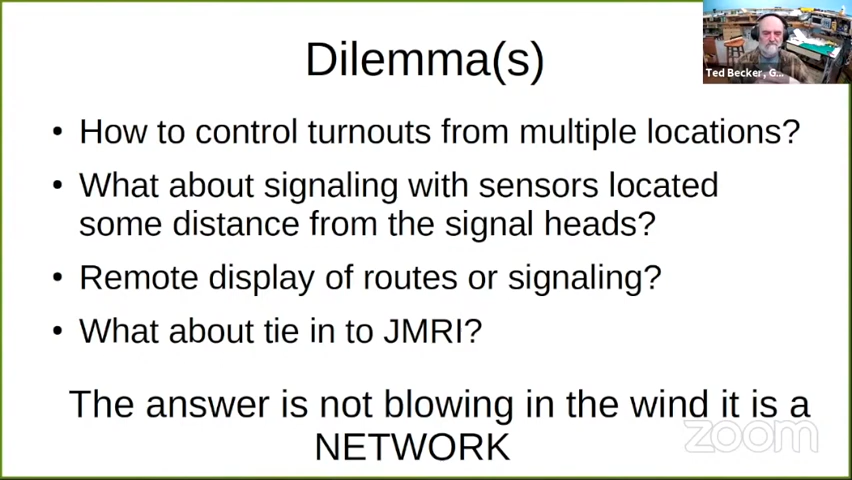 Dilemma(s)
Ted Becker, G...
• How to control turnouts from multiple locations?
• What about signaling with sensors located
some distance from the signal heads?
• Remote display of routes or signaling?
• What about tie in to JMRI?
The answer is not blowing in the wind it is a
NETWORK
zoom